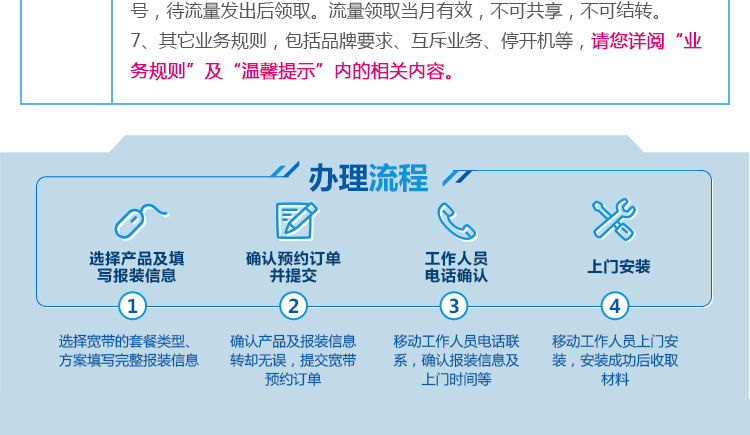 号，待流量发出后领取。流量领取当月有效，不可共享，不可结转。
7、其它业务规则，包括品牌要求、互斥业务、停开机等，请您详阅“业
务规则”及“温馨提示”内的相关内容。
办理流程
选择产品及填
写报装信息
确认预约订单
并提交
工作人员
电话确认
上门安装
1
2
3
4
选择宽带的套餐类型、
方案填写完整报装信息
确认产品及报装信息
转却无误，提交宽带
预约订单
移动工作人员电话联
系，确认报装信息及
上门时间等
移动工作人员上门安
装，安装成功后收取
材料